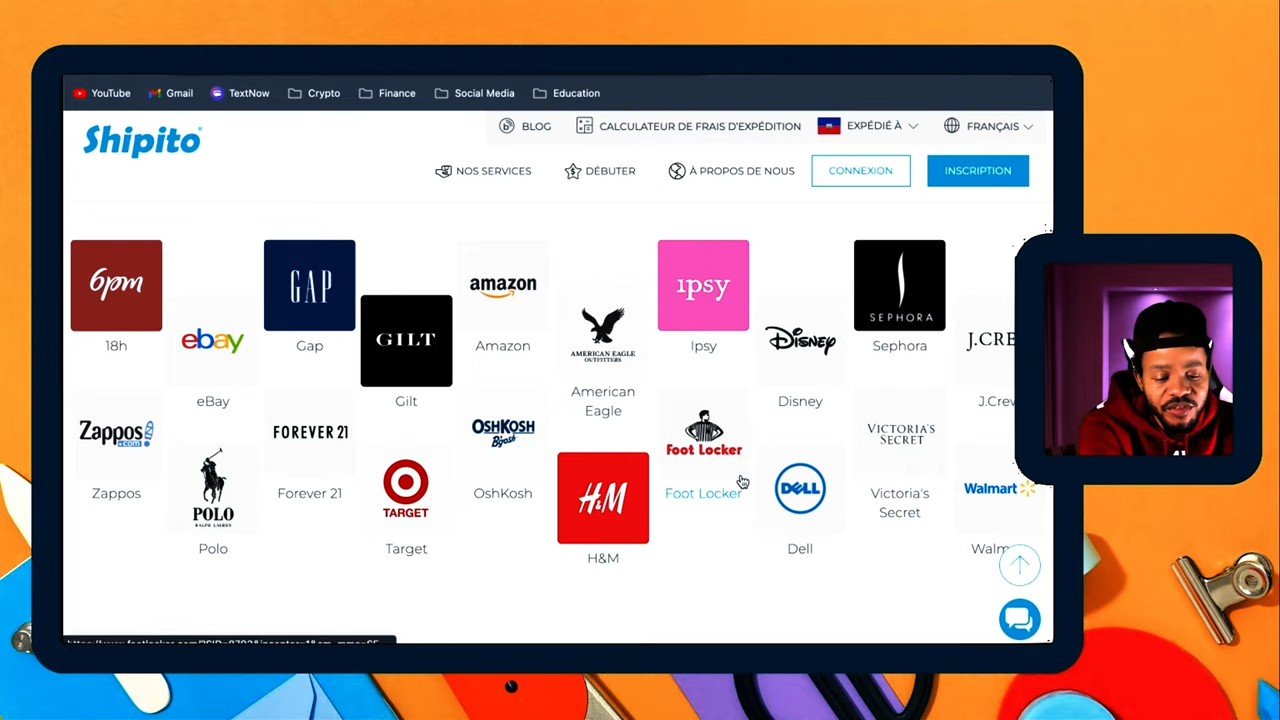 YouTube
Gmail
TextNow
Crypto
Finance
Social Media
Education
Shipito
BLOG
CALCULATEUR DE FRAIS D'EXPÉDITION
EXPÉDIÉ À
FRANÇAIS
NOS SERVICES
DÉBUTER
À PROPOS DE NOUS
CONNEXION
INSCRIPTION
6pm
18h
ebay
eBay
GAP
Gap
GILT
Gilt
amazon
Amazon
AMERICAN EAGLE
OUTFITTERS
American
Eagle
ipsy
Ipsy
Disney
Disney
SEPHORA
Sephora
J.CRE
J.Crew
Zappos
.COM
Zappos
POLO
RALPH LAUREN
Polo
FOREVER 21
Forever 21
TARGET
Target
OSHKOSH
B'gosh
OshKosh
H&M
H&M
Foot Locker
Foot Locker
DELL
Dell
VICTORIA'S
SECRET
Victoria's
Secret
Walmart
Walm